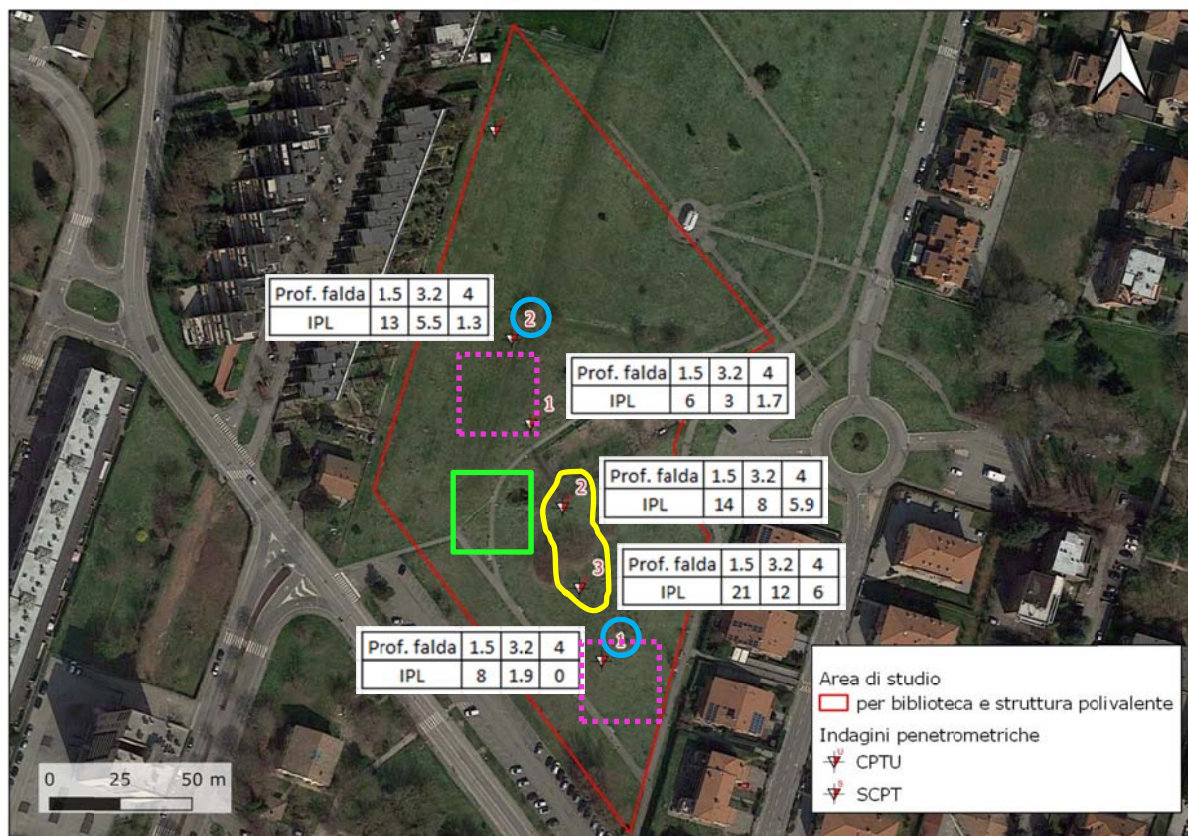 Prof. falda 1.5 3.2 4
IPL 13 5.5 1.3
2
Prof. falda 1.5 3.2 4
IPL 6 3 1.7
1
Prof. falda 1.5 3.2 4
IPL 14 8 5.9
2
Prof. falda 1.5 3.2 4
IPL 21 12 6
3
Prof. falda 1.5 3.2 4
IPL 8 1.9 0
1
Area di studio
per biblioteca e struttura polivalente
Indagini penetrometriche
U CPTU
S SCPT
0 25 50 m